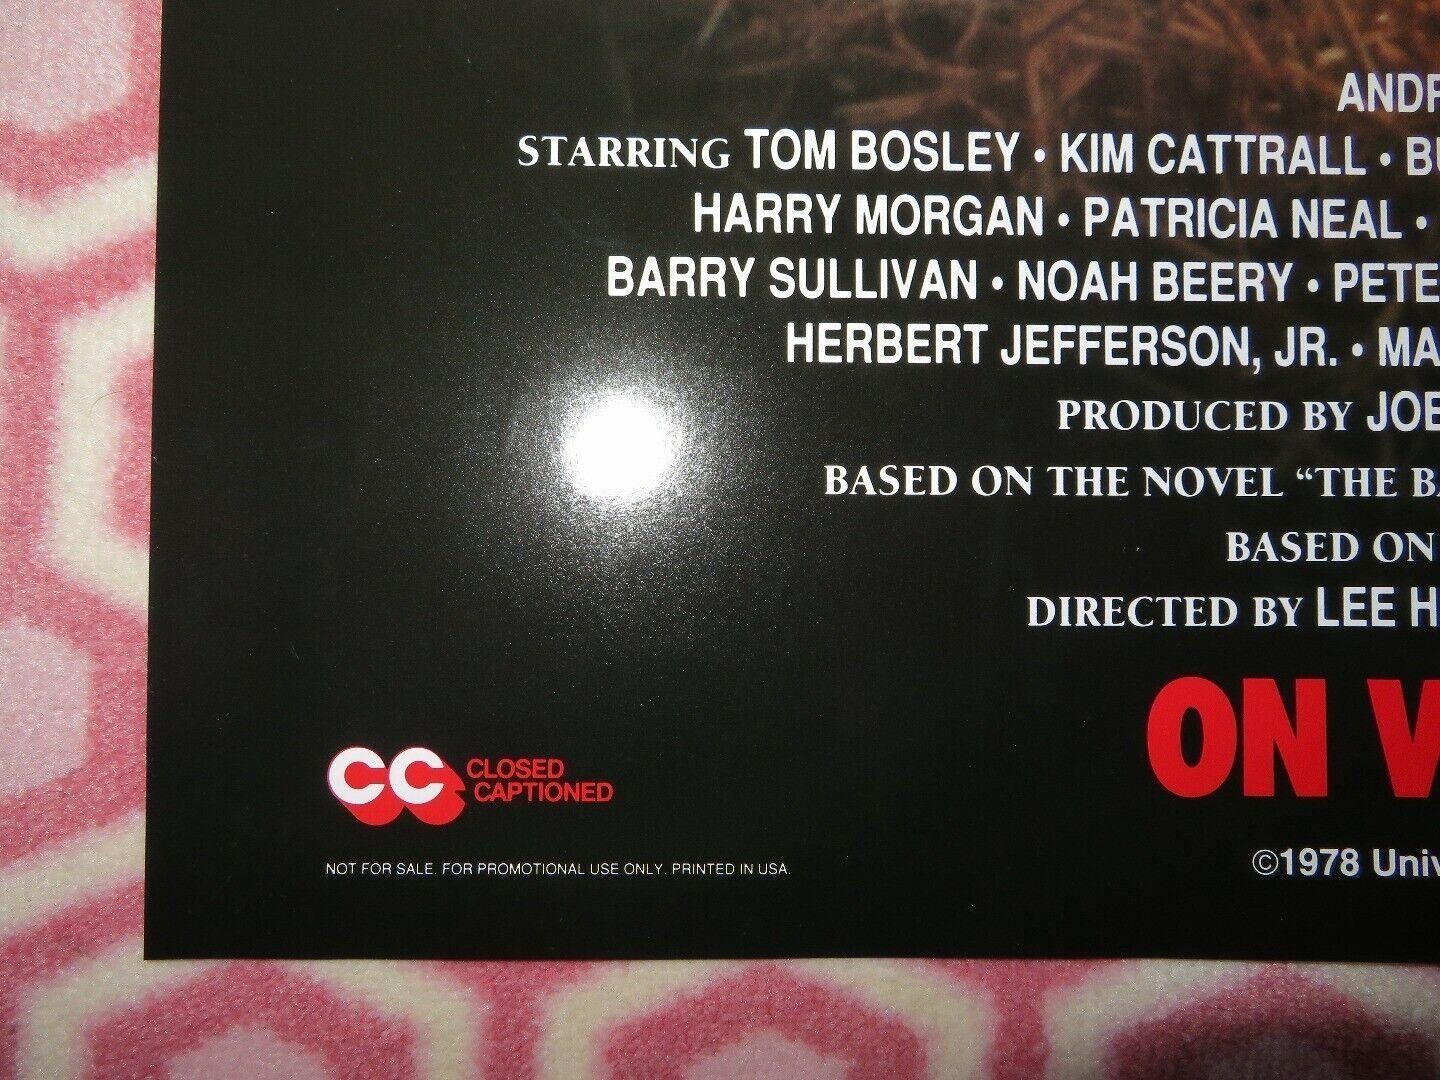 ANDR
STARRING TOM BOSLEY • KIM CATTRALL • BU
HARRY MORGAN • PATRICIA NEAL •
BARRY SULLIVAN • NOAH BEERY • PETE
HERBERT JEFFERSON, JR. • MA
PRODUCED BY JOE
BASED ON THE NOVEL “THE BA
BASED ON
DIRECTED BY LEE H
ON V
CC CLOSED
CAPTIONED
NOT FOR SALE. FOR PROMOTIONAL USE ONLY. PRINTED IN USA.
©1978 Univ